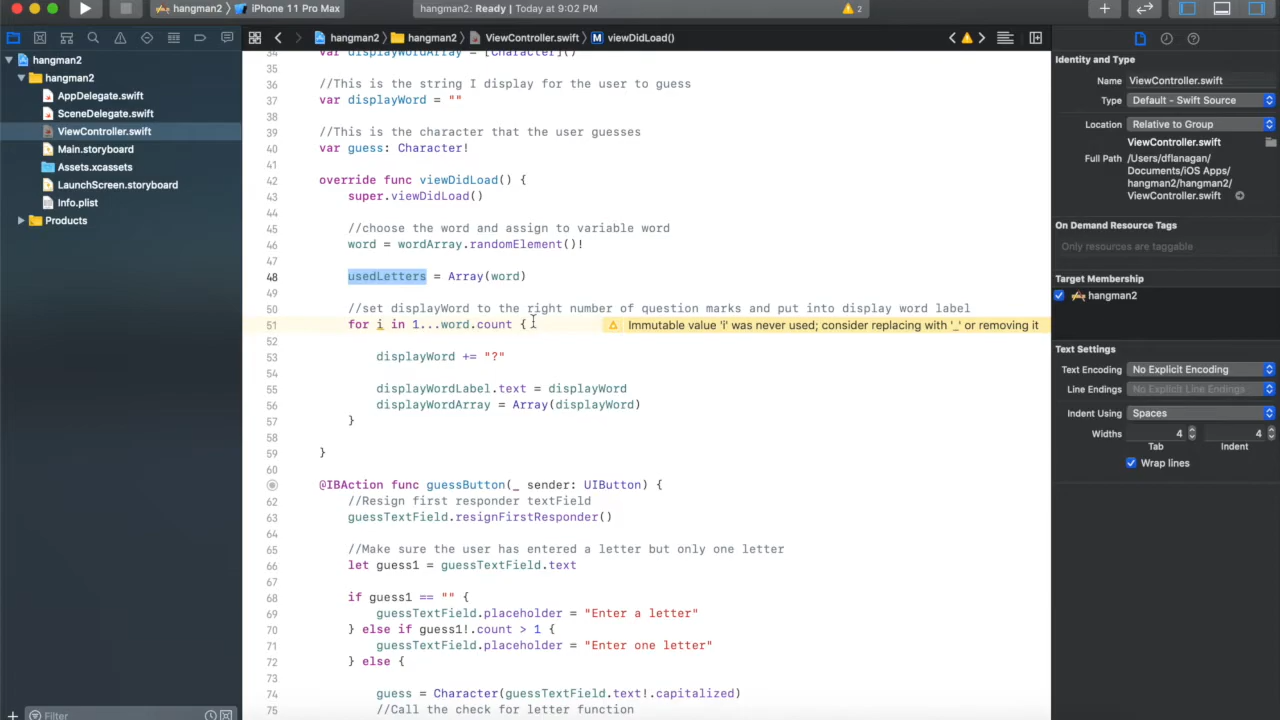 hangman2
iPhone 11 Pro Max
hangman2: Ready | Today at 9:02 PM
2
hangman2
hangman2
ViewController.swift
viewDidLoad()
hangman2
hangman2
AppDelegate.swift
SceneDelegate.swift
ViewController.swift
Main.storyboard
Assets.xcassets
LaunchScreen.storyboard
Info.plist
Products
Filter
34 var displayWordArray = [Character]()
35
36 //This is the string I display for the user to guess
37 var displayWord = ""
38
39 //This is the character that the user guesses
40 var guess: Character!
41
42 override func viewDidLoad() {
43 super.viewDidLoad()
44
45 //choose the word and assign to variable word
46 word = wordArray.randomElement()!
47
48 usedLetters = Array(word)
49
50 //set displayWord to the right number of question marks and put into display word label
51 for i in 1...word.count { Immutable value 'i' was never used; consider replacing with '_' or removing it
52
53 displayWord += "?"
54
55 displayWordLabel.text = displayWord
56 displayWordArray = Array(displayWord)
57 }
58
59 }
60
@IBAction func guessButton(_ sender: UIButton) {
62 //Resign first responder textField
63 guessTextField.resignFirstResponder()
64
65 //Make sure the user has entered a letter but only one letter
66 let guess1 = guessTextField.text
67
68 if guess1 == "" {
69 guessTextField.placeholder = "Enter a letter"
70 } else if guess1!.count > 1 {
71 guessTextField.placeholder = "Enter one letter"
72 } else {
73
74 guess = Character(guessTextField.text!.capitalized)
75 //Call the check for letter function
Identity and Type
Name ViewController.swift
Type Default - Swift Source
Location Relative to Group
ViewController.swift
Full Path /Users/dflanagan/
Documents/iOS Apps/
hangman2/hangman2/
ViewController.swift
On Demand Resource Tags
Only resources are taggable
Target Membership
hangman2
Text Settings
Text Encoding No Explicit Encoding
Line Endings No Explicit Line Endings
Indent Using Spaces
Widths 4 4
Tab Indent
Wrap lines